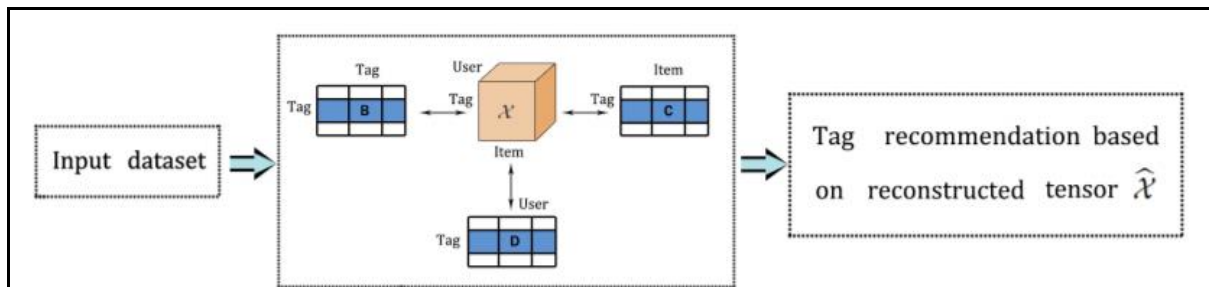 Input dataset
Tag
Tag
B
User
Tag
X
Item
Item
Tag
C
User
Tag
D
Tag recommendation based
on reconstructed tensor X̂